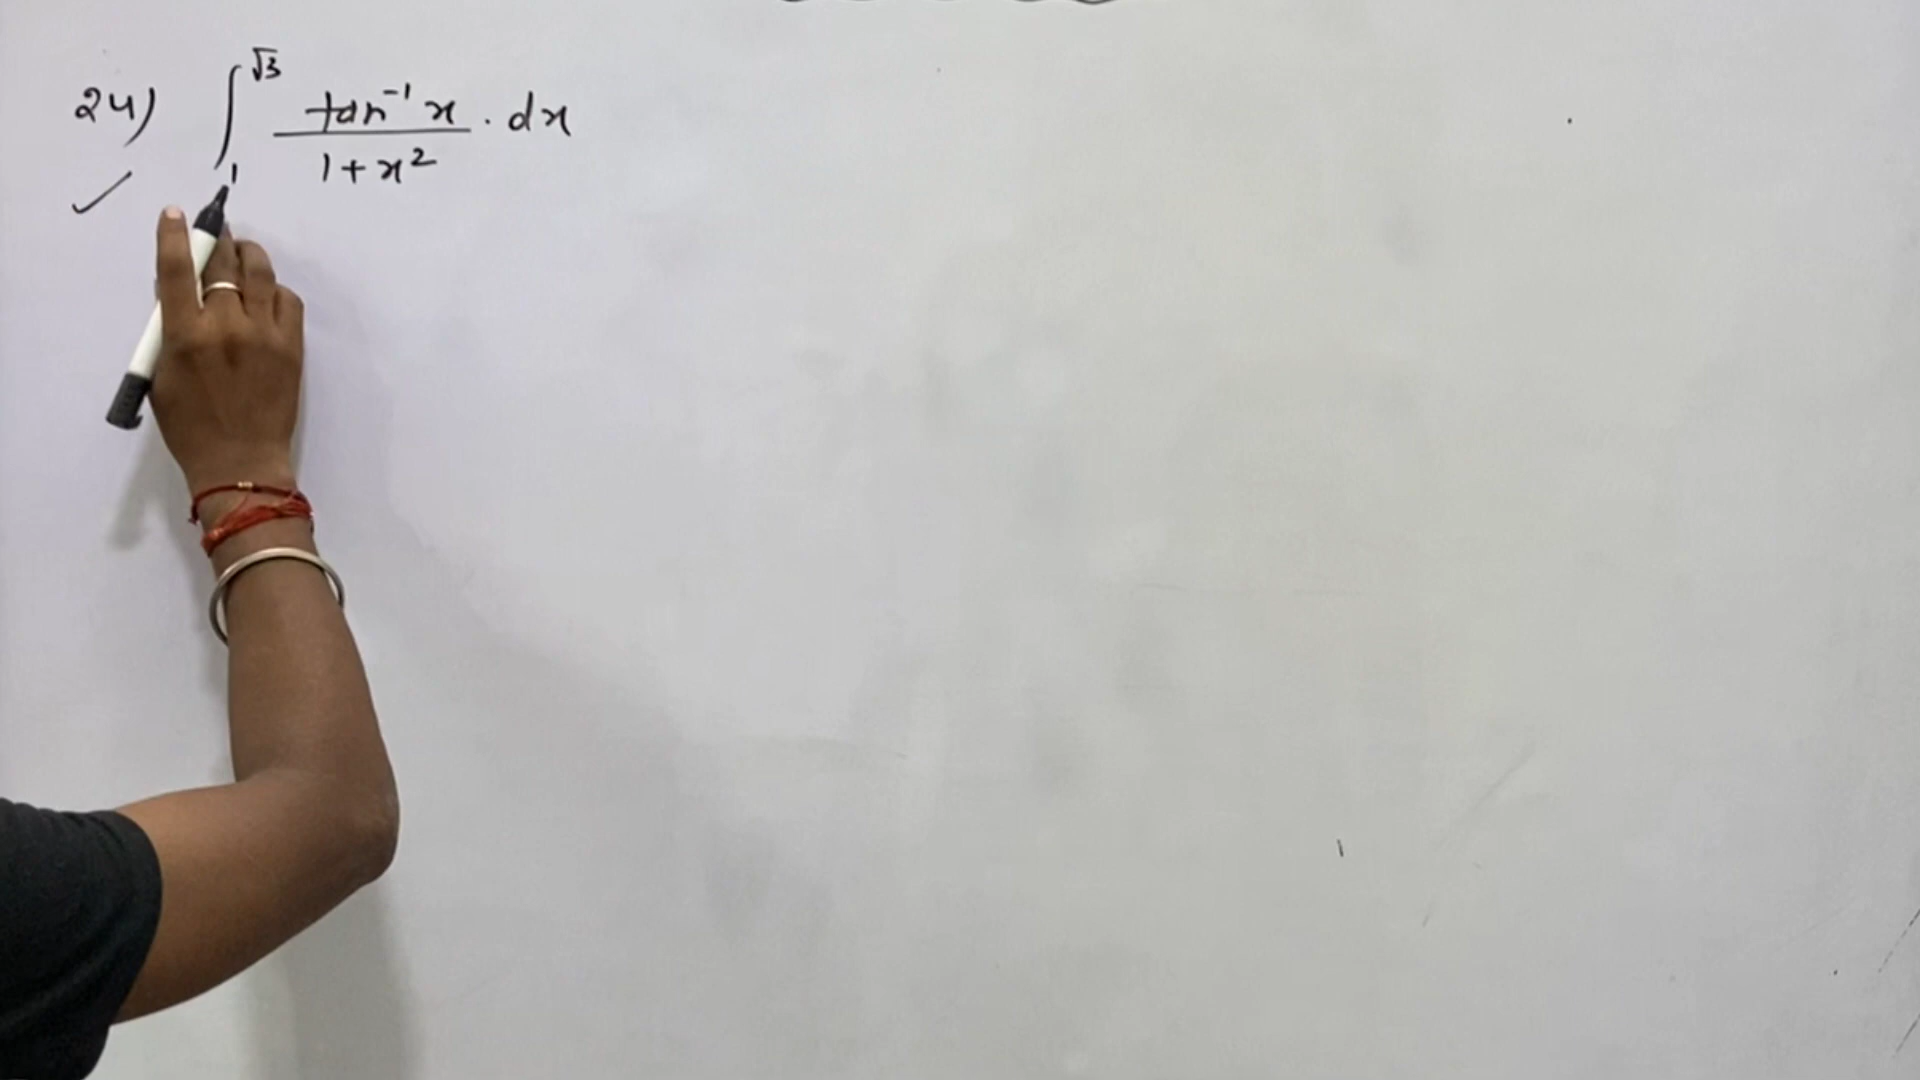 24) ∫₁^√3 tan⁻¹x / 1+x² . dx